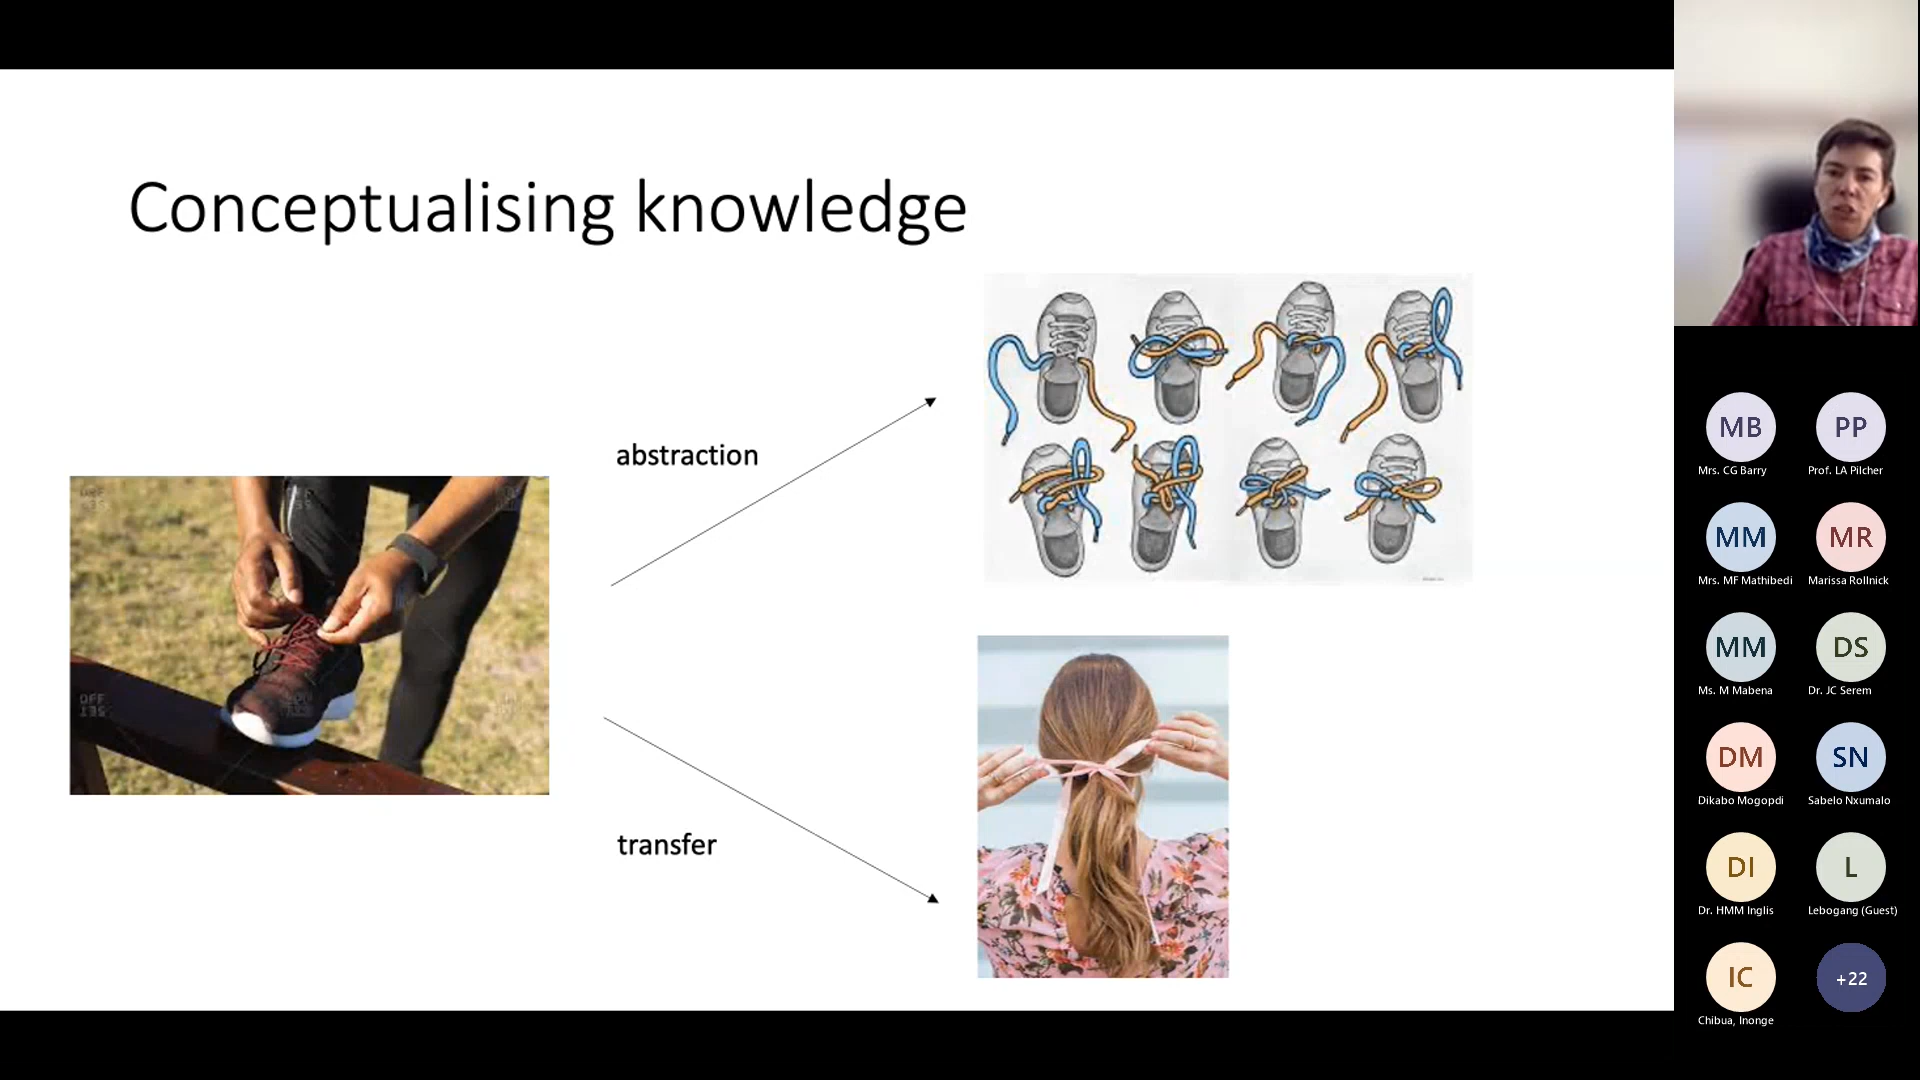 Conceptualising knowledge
abstraction
transfer
MB
PP
Mrs. CG Barry
Prof. LA Pilcher
MM
MR
Mrs. MF Mathibedi
Marissa Rollnick
MM
DS
Ms. M Mabena
Dr. JC Serem
DM
SN
Dikabo Mogopdi
Sabelo Nxumalo
DI
L
Dr. HMM Inglis
Lebogang (Guest)
IC
+22
Chibua, Inonge